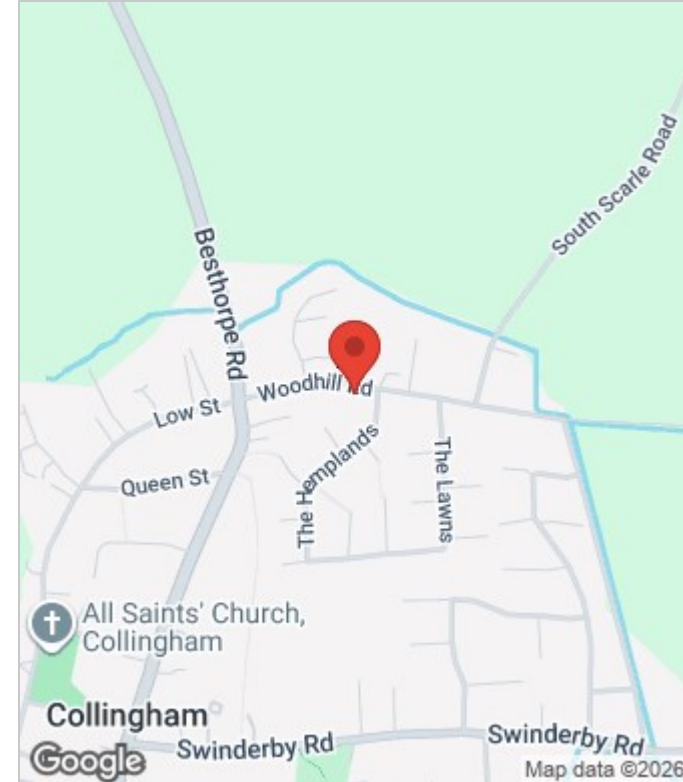 South Scarle Road
Besthorpe Rd
Woodhill Rd
Low St
The Hemplands
The Lawns
Queen St
All Saints' Church,
Collingham
Collingham
Swinderby Rd
Swinderby Rd
Google
Map data ©2026